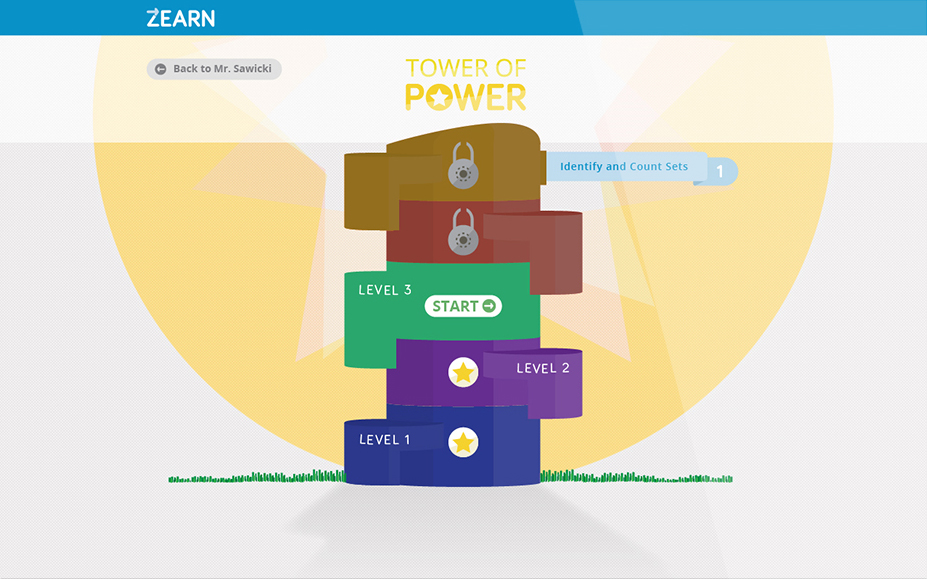 ZEARN
Back to Mr. Sawicki
TOWER OF
POWER
Identify and Count Sets
1
LEVEL 3
START
LEVEL 2
LEVEL 1